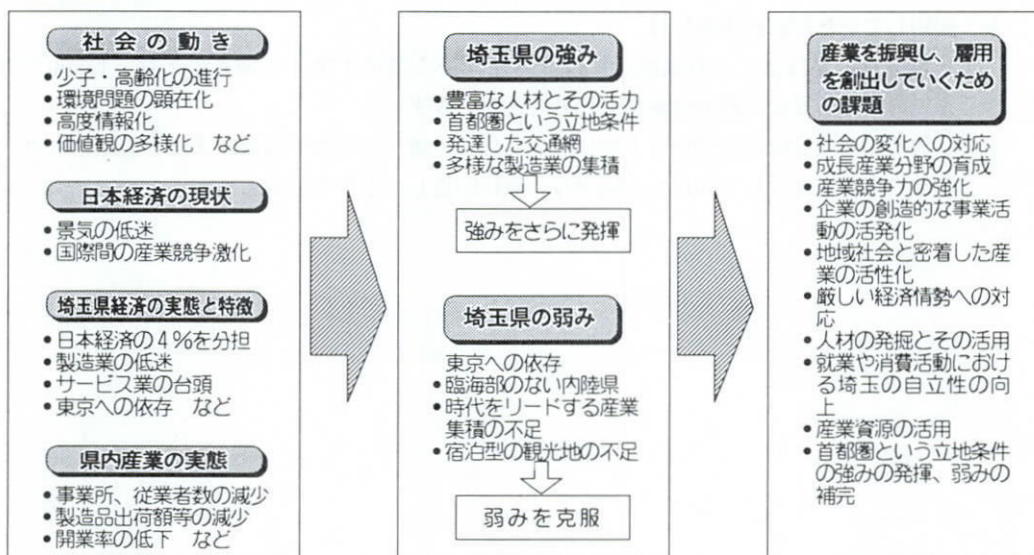 社会の動き
•少子・高齢化の進行
•環境問題の顕在化
•高度情報化
•価値観の多様化 など
日本経済の現状
•景気の低迷
•国際間の産業競争激化
埼玉県経済の実態と特徴
•日本経済の4%を分担
•製造業の低迷
•サービス業の台頭
•東京への依存 など
県内産業の実態
•事業所、従業者数の減少
•製造品出荷額等の減少
•開業率の低下 など
埼玉県の強み
•豊富な人材とその活力
•首都圏という立地条件
•発達した交通網
•多様な製造業の集積
強みをさらに発揮
埼玉県の弱み
東京への依存
•臨海部のない内陸県
•時代をリードする産業
集積の不足
•宿泊型の観光地の不足
弱みを克服
産業を振興し、雇用
を創出していくため
の課題
•社会の変化への対応
•成長産業分野の育成
•産業競争力の強化
•企業の創造的な事業活
動の活発化
•地域社会と密着した産
業の活性化
•厳しい経済情勢への対
応
•人材の発掘とその活用
•就業や消費活動におけ
る埼玉の自立性の向
上
•産業資源の活用
•首都圏という立地条件
の強みの発揮、弱みの
補完